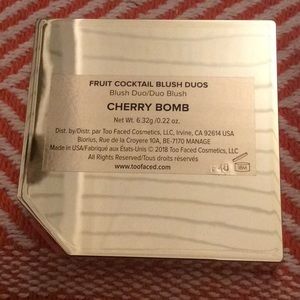 FRUIT COCKTAIL BLUSH DUOS
Blush Duo/Duo Blush
CHERRY BOMB
Net Wt. 6.32g/0.22 oz.
Dist. by/Distr. par Too Faced Cosmetics, LLC, Irvine, CA 92614 USA
Biorius, Rue de la Croyere 10A, BE-7170 MANAGE
Made in USA/Fabriqué aux États-Unis © 2018 Too Faced Cosmetics, LLC
All Rights Reserved/Tous droits réservés
www.toofaced.com
18M